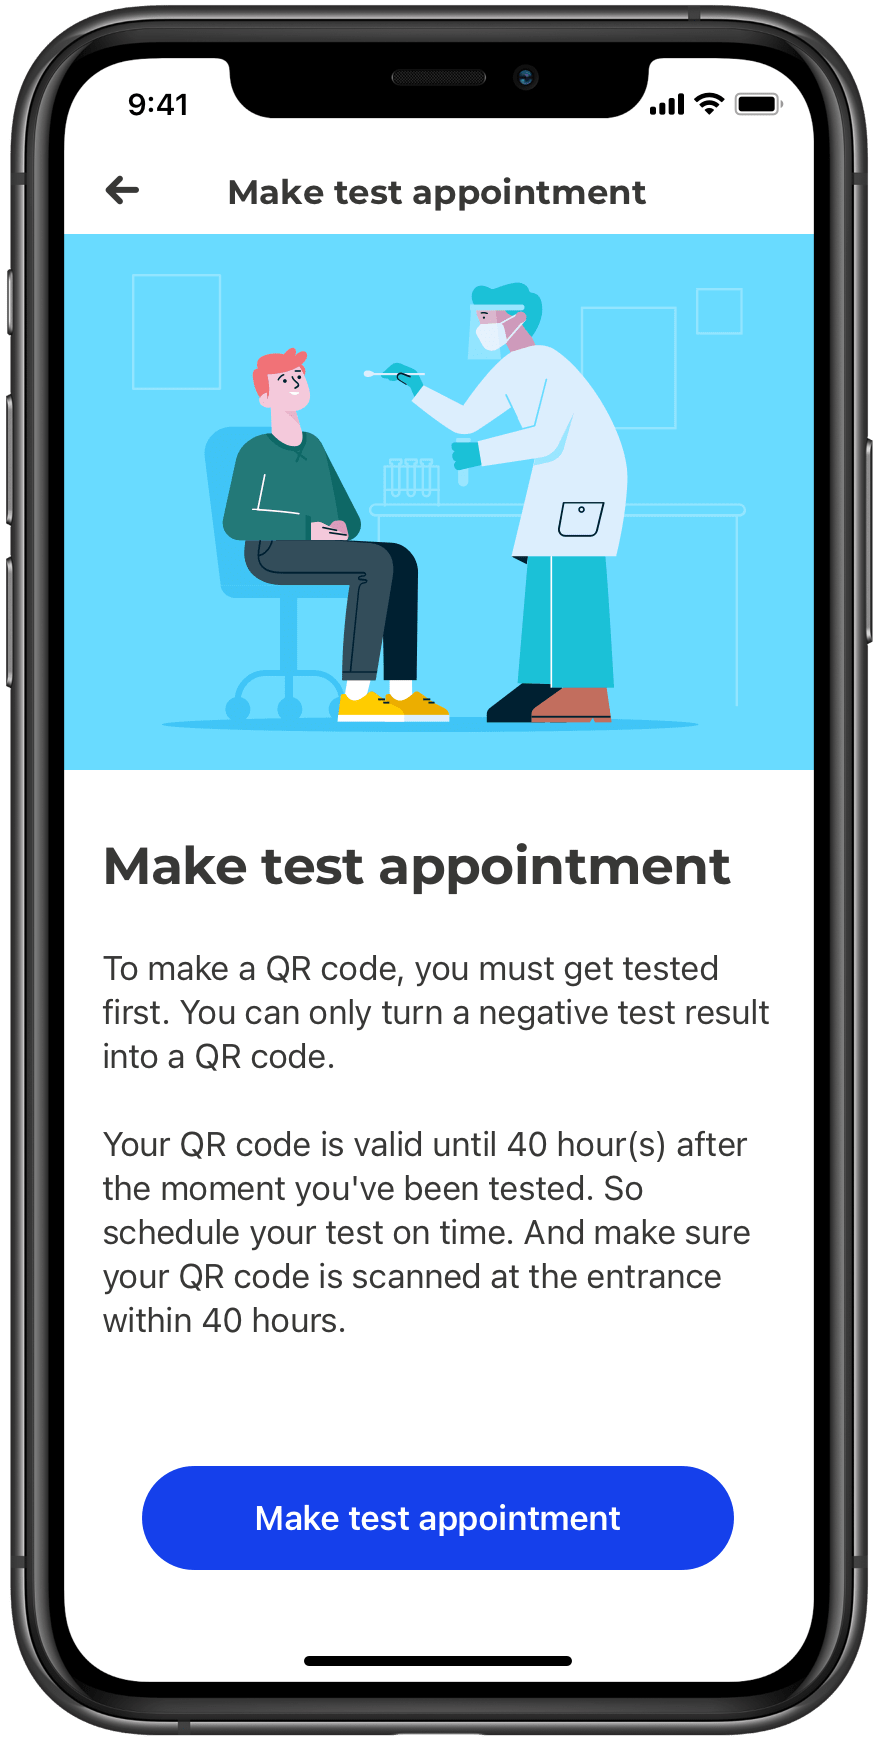 9:41
Make test appointment
Make test appointment
To make a QR code, you must get tested
first. You can only turn a negative test result
into a QR code.
Your QR code is valid until 40 hour(s) after
the moment you've been tested. So
schedule your test on time. And make sure
your QR code is scanned at the entrance
within 40 hours.
Make test appointment